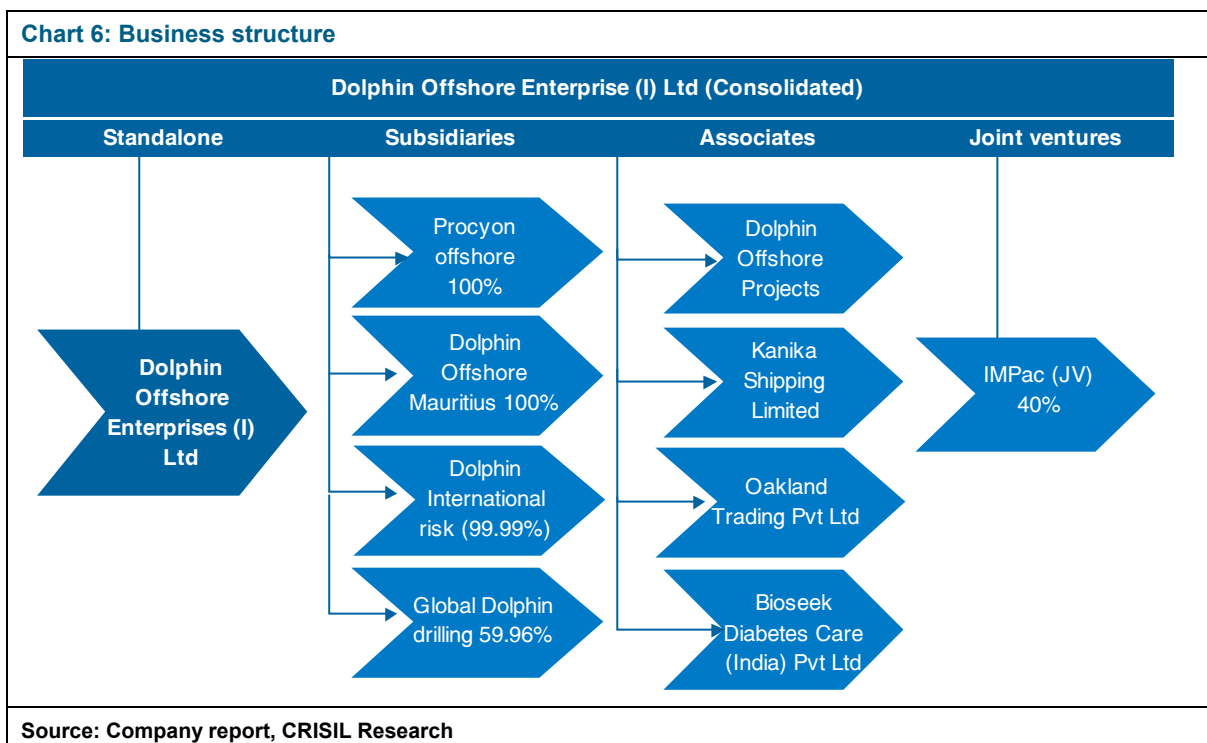 Chart 6: Business structure
Dolphin Offshore Enterprise (I) Ltd (Consolidated)
Standalone
Subsidiaries
Associates
Joint ventures
Dolphin
Offshore
Enterprises (I)
Ltd
Procyon
offshore
100%
Dolphin
Offshore
Mauritius 100%
Dolphin
International
risk (99.99%)
Global Dolphin
drilling 59.96%
Dolphin
Offshore
Projects
Kanika
Shipping
Limited
Oakland
Trading Pvt Ltd
Bioseek
Diabetes Care
(India) Pvt Ltd
IMPac (JV)
40%
Source: Company report, CRISIL Research